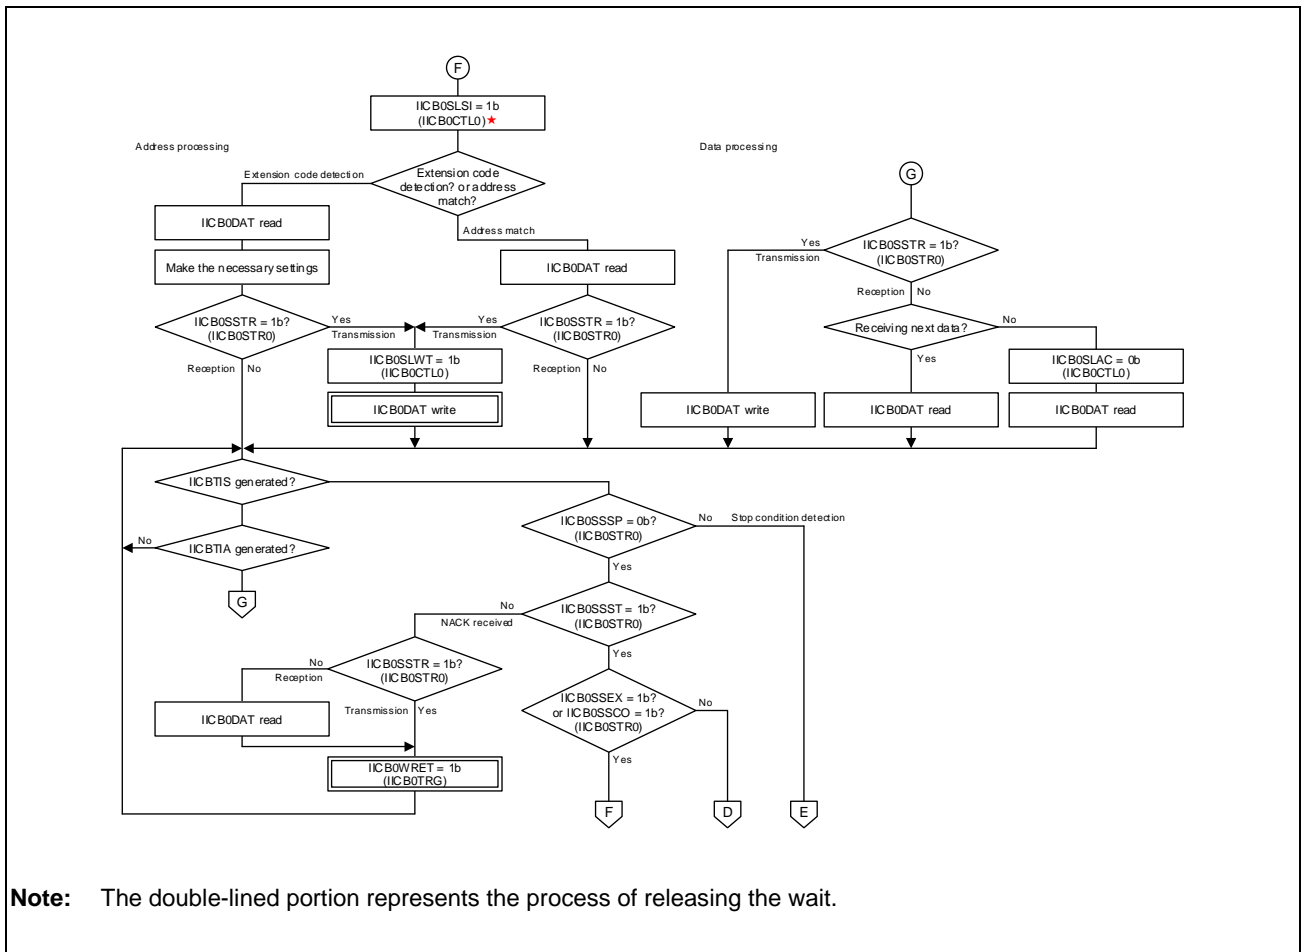 F
IICB0SLSI = 1b
(IICB0CTL0)★
Address processing
Data processing
Extension code detection
Extension code
detection? or address
match?
G
IICB0DAT read
Address match
Yes
Transmission
IICB0SSTR = 1b?
(IICB0STR0)
Make the necessary settings
IICB0DAT read
Reception No
IICB0SSTR = 1b?
(IICB0STR0)
Yes
Transmission
Yes
Transmission
IICB0SSTR = 1b?
(IICB0STR0)
Receiving next data?
No
IICB0SLWT = 1b
(IICB0CTL0)
Yes
IICB0SLAC = 0b
(IICB0CTL0)
Reception No
Reception No
IICB0DAT write
IICB0DAT write
IICB0DAT read
IICB0DAT read
IICBTIS generated?
IICB0SSSP = 0b?
(IICB0STR0)
No Stop condition detection
No
IICBTIA generated?
Yes
G
No
NACK received
IICB0SSST = 1b?
(IICB0STR0)
Yes
No
Reception
IICB0SSTR = 1b?
(IICB0STR0)
IICB0SSEX = 1b?
or IICB0SSCO = 1b?
(IICB0STR0)
No
IICB0DAT read
Transmission Yes
Yes
IICB0WRET = 1b
(IICB0TRG)
F
D
E
Note: The double-lined portion represents the process of releasing the wait.